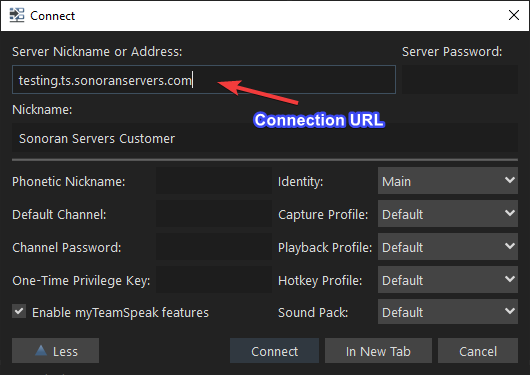 Connect
Server Nickname or Address: Server Password:
testing.ts.sonoranservers.com
Connection URL
Nickname:
Sonoran Servers Customer
Phonetic Nickname: Identity: Main
Default Channel: Capture Profile: Default
Channel Password: Playback Profile: Default
One-Time Privilege Key: Hotkey Profile: Default
Enable myTeamSpeak features Sound Pack: Default
Less Connect In New Tab Cancel